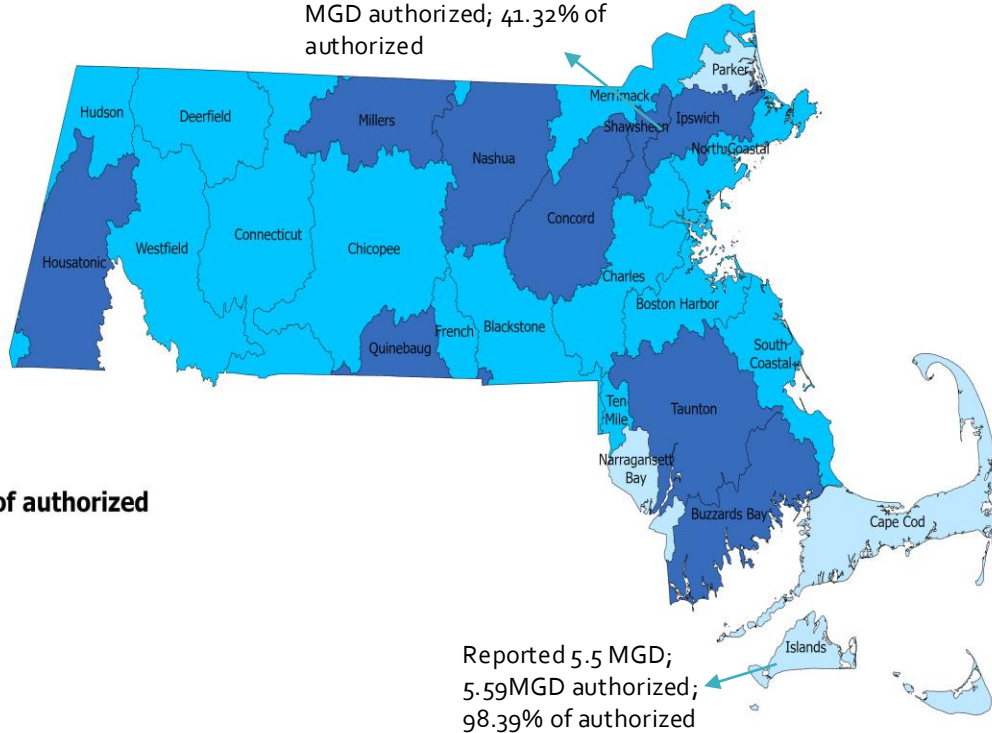 MGD authorized; 41.32% of
authorized
Parker
Merrimack
Hudson
Deerfield
Millers
Shawsheen
Ipswich
North Coastal
Nashua
Concord
Connecticut
Westfield
Chicopee
Housatonic
Charles
Boston Harbor
French
Blackstone
Quinebaug
South
Coastal
Ten
Mile
Taunton
Narragansett
Bay
Buzzards Bay
Cape Cod
of authorized
Islands
Reported 5.5 MGD;
5.59MGD authorized;
98.39% of authorized